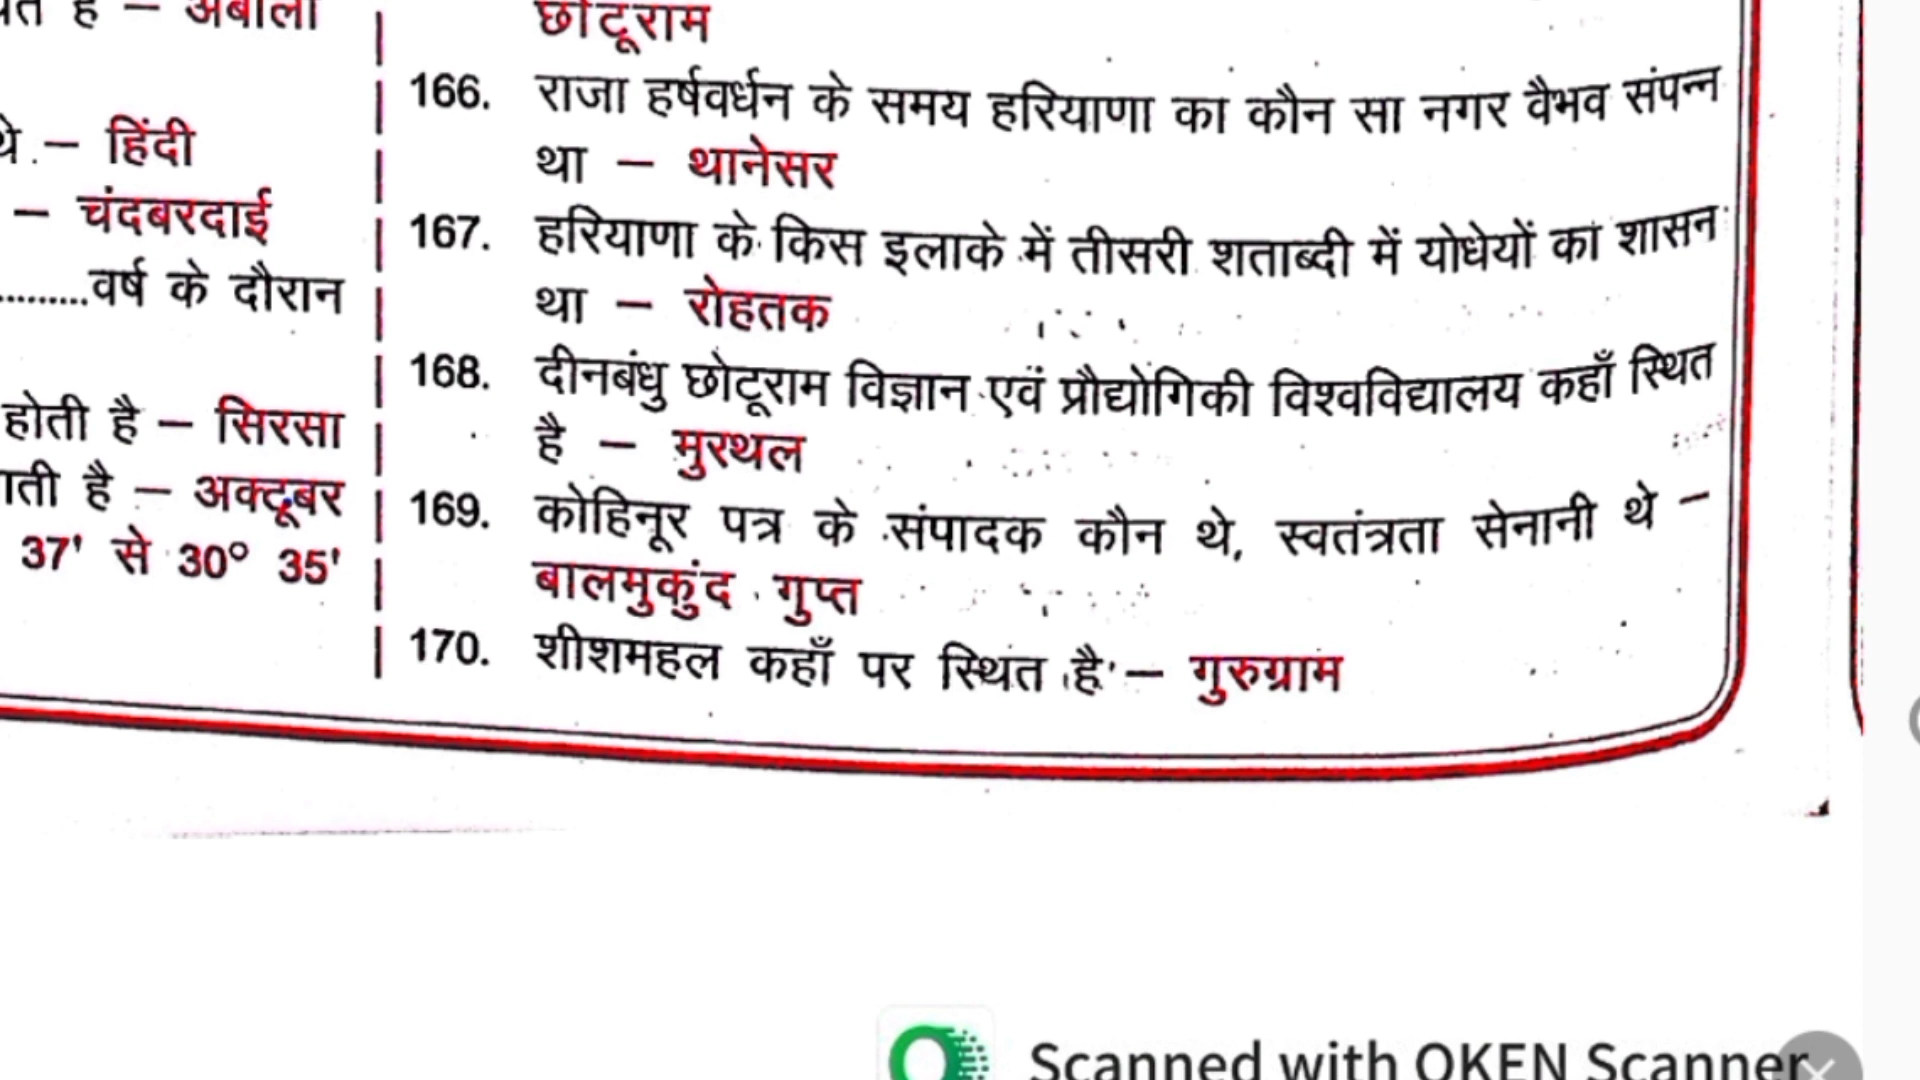 है – अंबाला
– हिंदी
– चंदबरदाई
.........वर्ष के दौरान
होती है – सिरसा
है – अक्टूबर
37' से 30° 35'
छोटूराम
166. राजा हर्षवर्धन के समय हरियाणा का कौन सा नगर वैभव संपन्न
था – थानेसर
167. हरियाणा के किस इलाके में तीसरी शताब्दी में योधेयों का शासन
था – रोहतक
168. दीनबंधु छोटूराम विज्ञान एवं प्रौद्योगिकी विश्वविद्यालय कहाँ स्थित
है – मुरथल
169. कोहिनूर पत्र के संपादक कौन थे, स्वतंत्रता सेनानी थे –
बालमुकुंद गुप्त
170. शीशमहल कहाँ पर स्थित है – गुरुग्राम
Scanned with OKEN Scanner